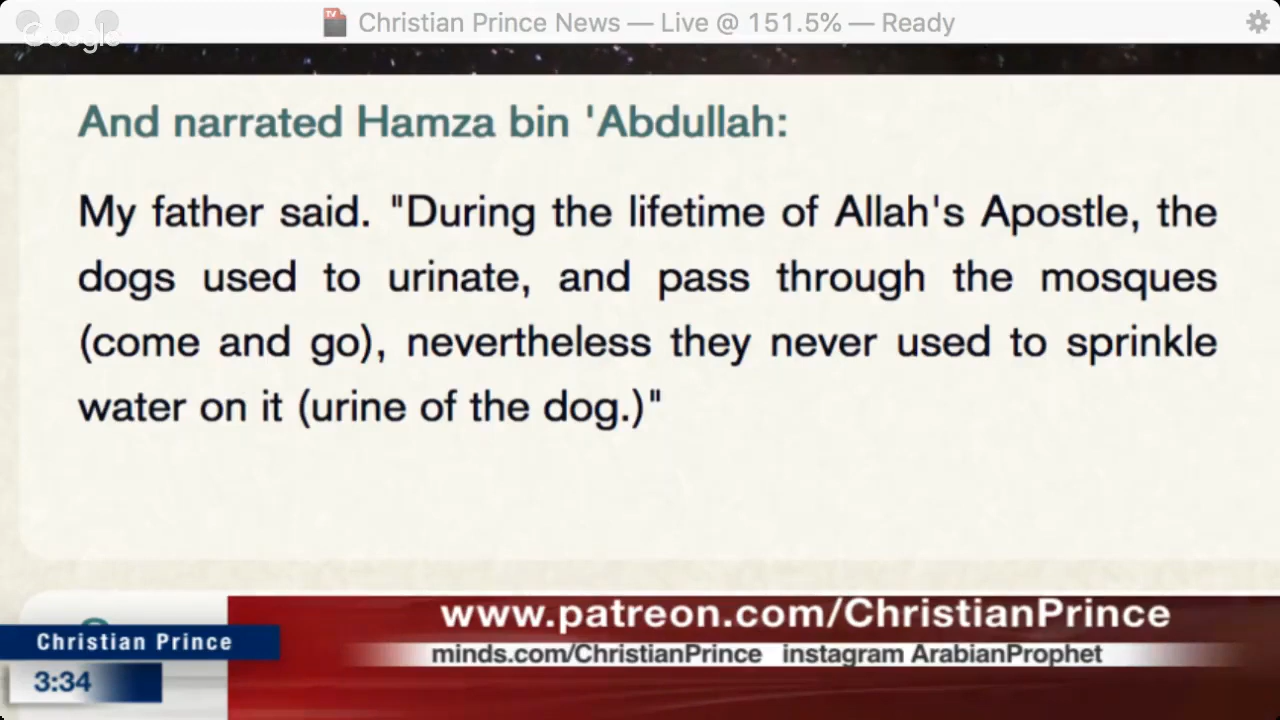 Christian Prince News — Live @ 151.5% — Ready
Google
And narrated Hamza bin 'Abdullah:
My father said. "During the lifetime of Allah's Apostle, the
dogs used to urinate, and pass through the mosques
(come and go), nevertheless they never used to sprinkle
water on it (urine of the dog.)"
www.patreon.com/ChristianPrince
Christian Prince
minds.com/ChristianPrince instagram ArabianProphet
3:34